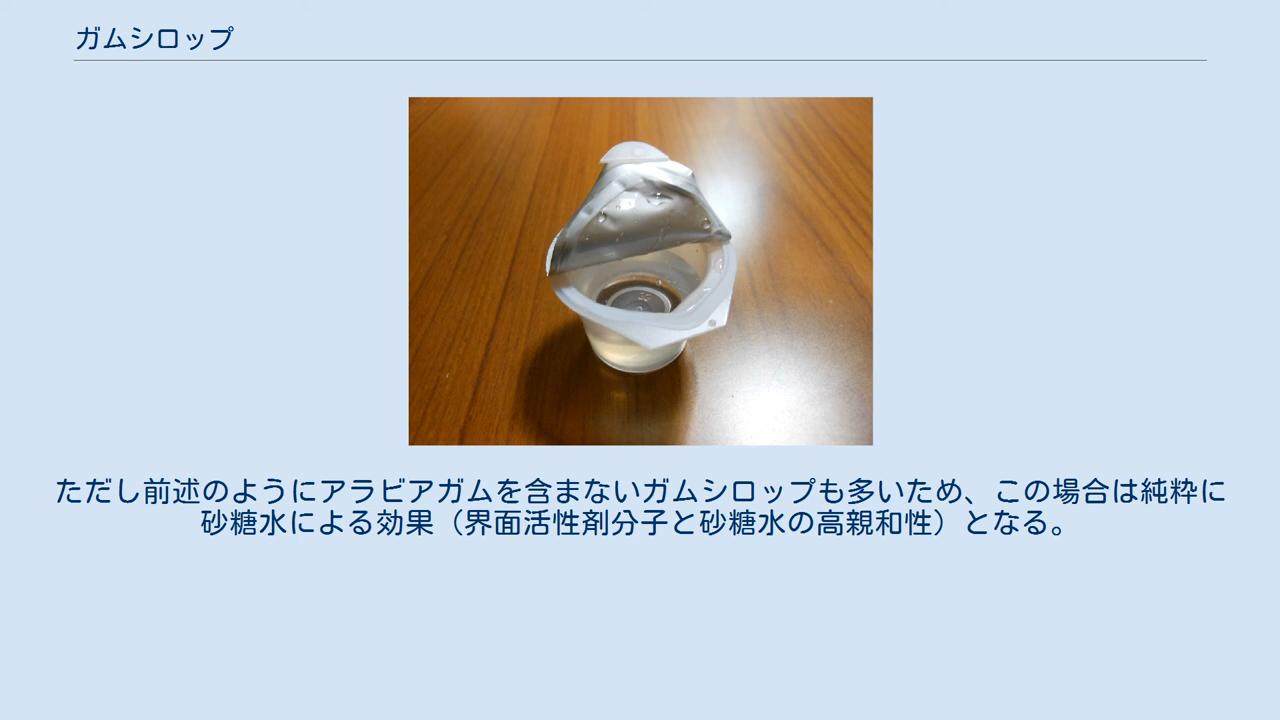 ガムシロップ
ただし前述のようにアラビアガムを含まないガムシロップも多いため、この場合は純粋に
砂糖水による効果（界面活性剤分子と砂糖水の高親和性）となる。